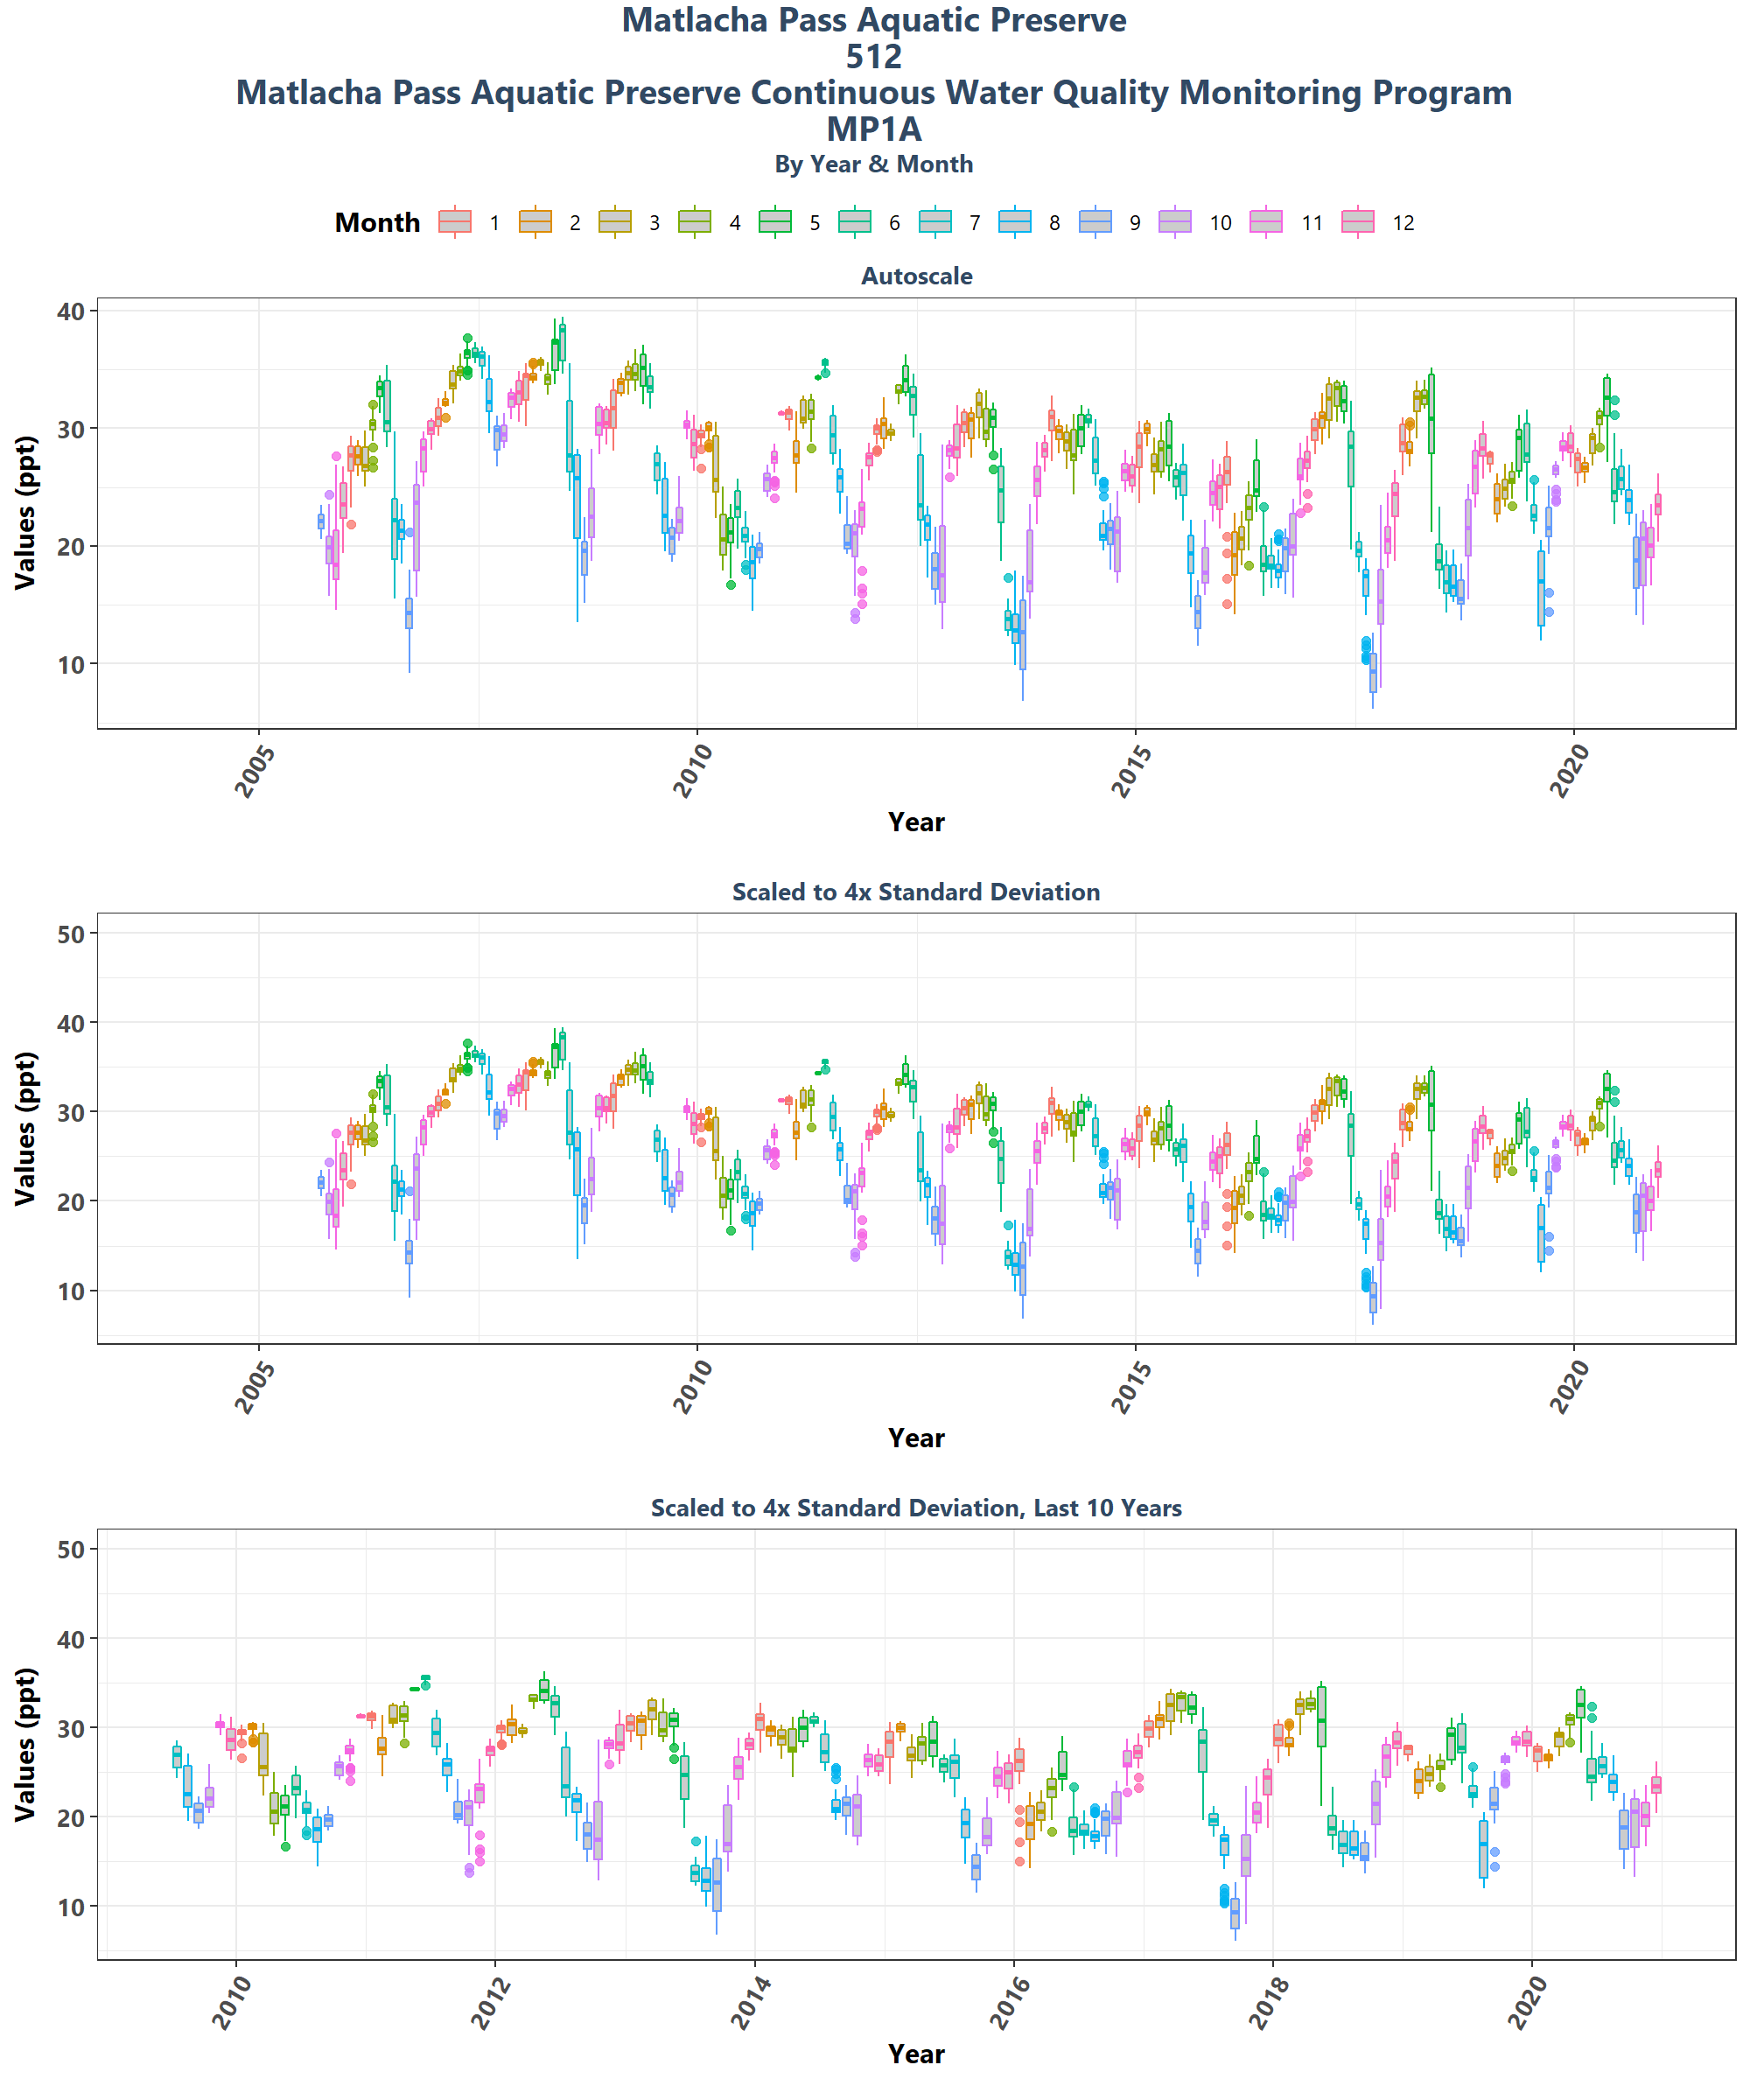 Matlacha Pass Aquatic Preserve
512
Matlacha Pass Aquatic Preserve Continuous Water Quality Monitoring Program
MP1A
By Year & Month
Month 1 2 3 4 5 6 7 8 9 10 11 12
Autoscale
Values (ppt)
40
30
20
10
2005 2010 2015 2020
Year
Scaled to 4x Standard Deviation
Values (ppt)
50
40
30
20
10
2005 2010 2015 2020
Year
Scaled to 4x Standard Deviation, Last 10 Years
Values (ppt)
50
40
30
20
10
2010 2012 2014 2016 2018 2020
Year